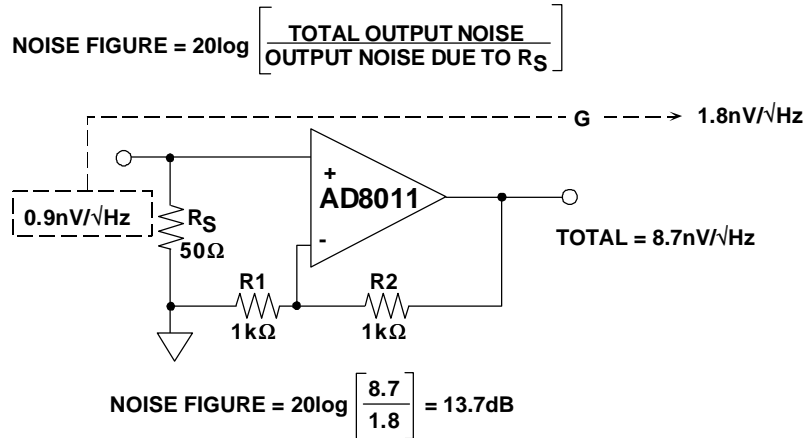 NOISE FIGURE = 20log [TOTAL OUTPUT NOISE / OUTPUT NOISE DUE TO RS]
G
1.8nV/√Hz
+
AD8011
-
0.9nV/√Hz
RS
50Ω
TOTAL = 8.7nV/√Hz
R1
1kΩ
R2
1kΩ
NOISE FIGURE = 20log [8.7 / 1.8] = 13.7dB